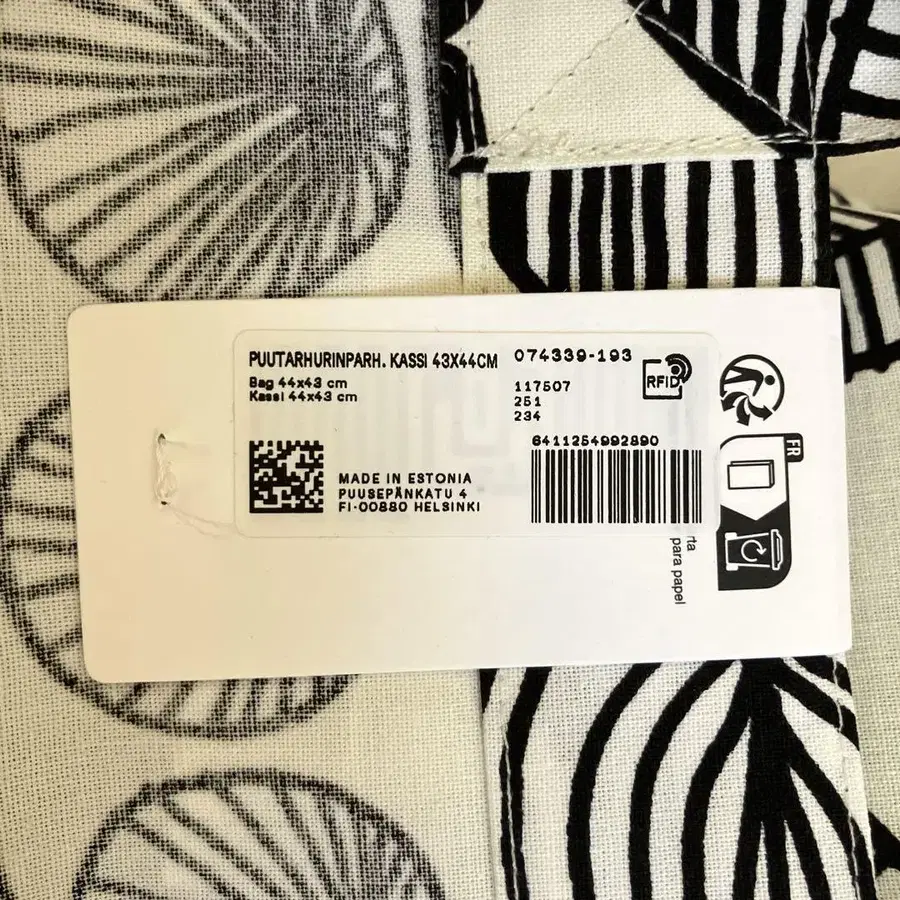 PUUTARHURINPARH. KASSI 43X44CM
Bag 44x43 cm
Kassi 44x43 cm
074339-193
117507
251
234
RFID
6411254992890
MADE IN ESTONIA
PUUSEPÄNKATU 4
FI-00880 HELSINKI
FR
rta
para papel